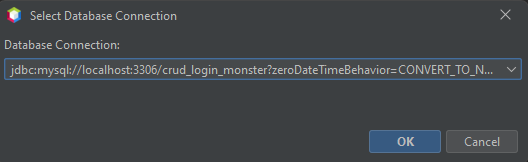 Select Database Connection
Database Connection:
jdbc:mysql://localhost:3306/crud_login_monster?zeroDateTimeBehavior=CONVERT_TO_N...
OK Cancel